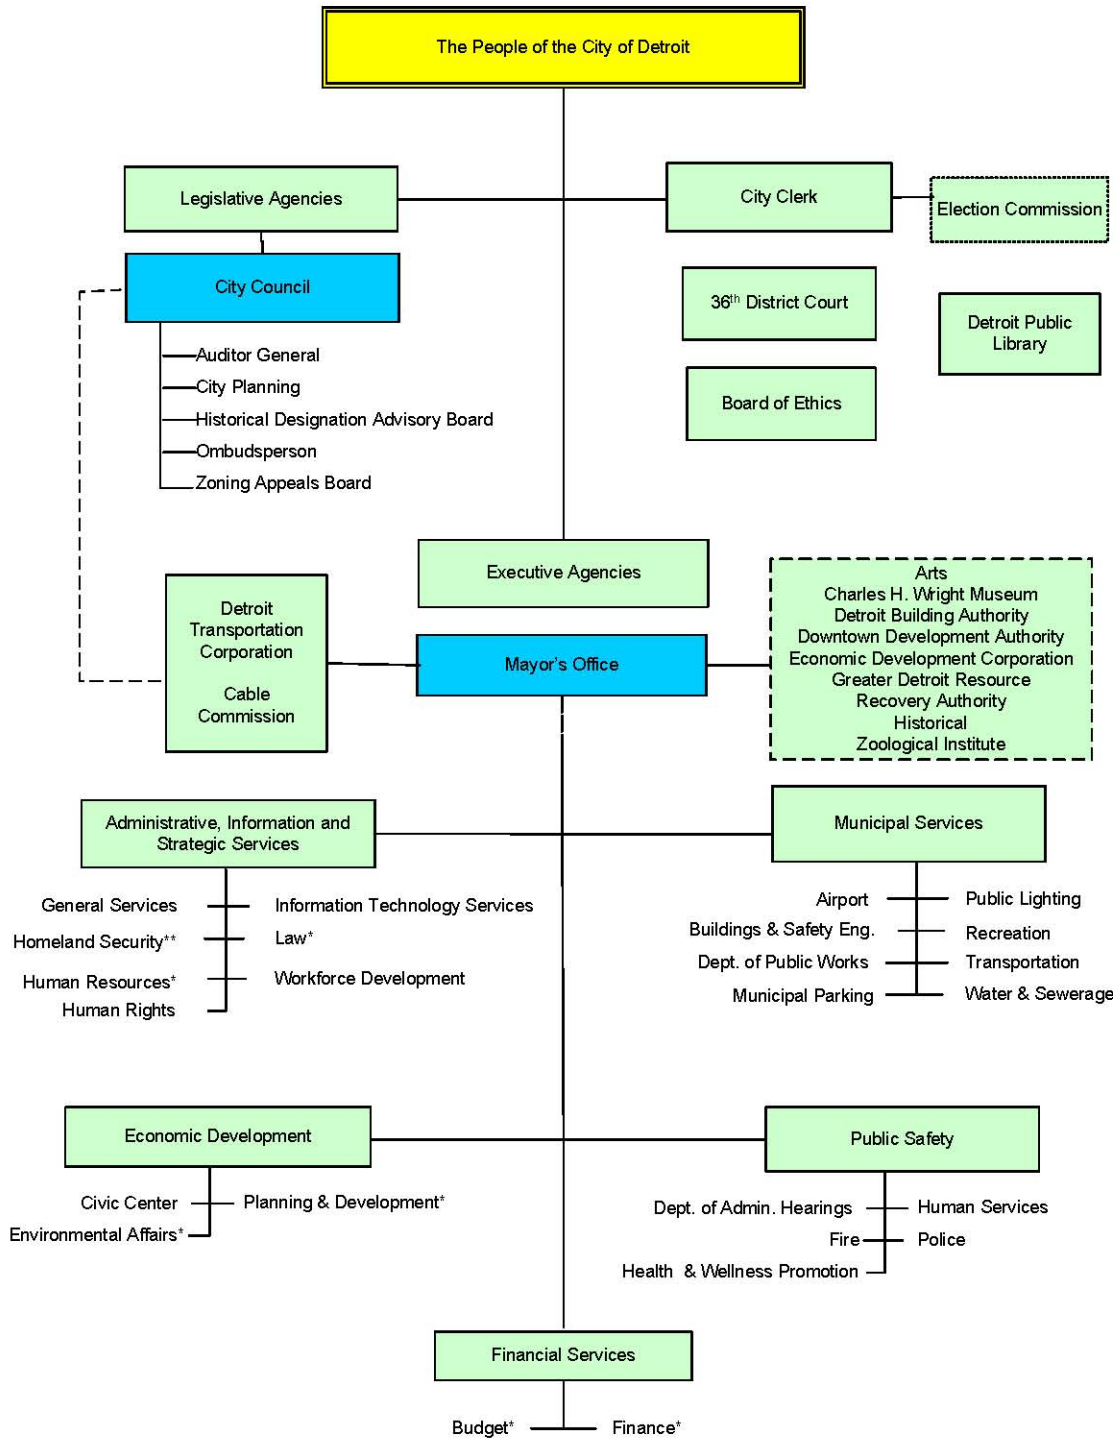 The People of the City of Detroit
Legislative Agencies
City Clerk
Election Commission
City Council
36th District Court
Detroit Public
Library
Auditor General
City Planning
Historical Designation Advisory Board
Ombudsperson
Zoning Appeals Board
Board of Ethics
Executive Agencies
Detroit
Transportation
Corporation
Cable
Commission
Mayor's Office
Arts
Charles H. Wright Museum
Detroit Building Authority
Downtown Development Authority
Economic Development Corporation
Greater Detroit Resource
Recovery Authority
Historical
Zoological Institute
Administrative, Information and
Strategic Services
General Services
Information Technology Services
Homeland Security**
Law*
Human Resources*
Workforce Development
Human Rights
Municipal Services
Airport
Public Lighting
Buildings & Safety Eng.
Recreation
Dept. of Public Works
Transportation
Municipal Parking
Water & Sewerage
Economic Development
Civic Center
Planning & Development*
Environmental Affairs*
Public Safety
Dept. of Admin. Hearings
Human Services
Fire
Police
Health & Wellness Promotion
Financial Services
Budget*
Finance*